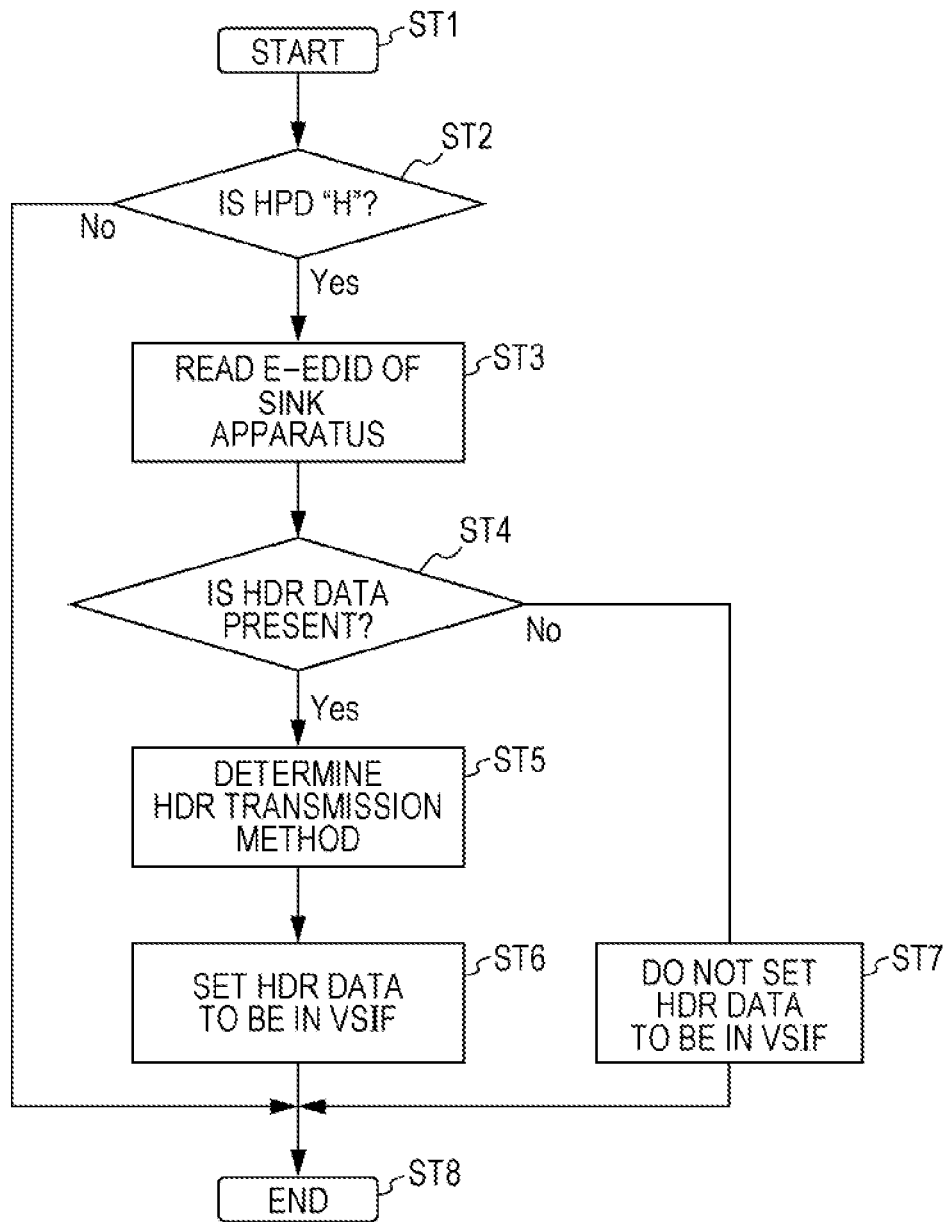 START
ST1
ST2
IS HPD “H”?
No
Yes
READ E-EDID OF
SINK
APPARATUS
ST3
ST4
IS HDR DATA
PRESENT?
No
Yes
DETERMINE
HDR TRANSMISSION
METHOD
ST5
SET HDR DATA
TO BE IN VSIF
ST6
DO NOT SET
HDR DATA
TO BE IN VSIF
ST7
END
ST8